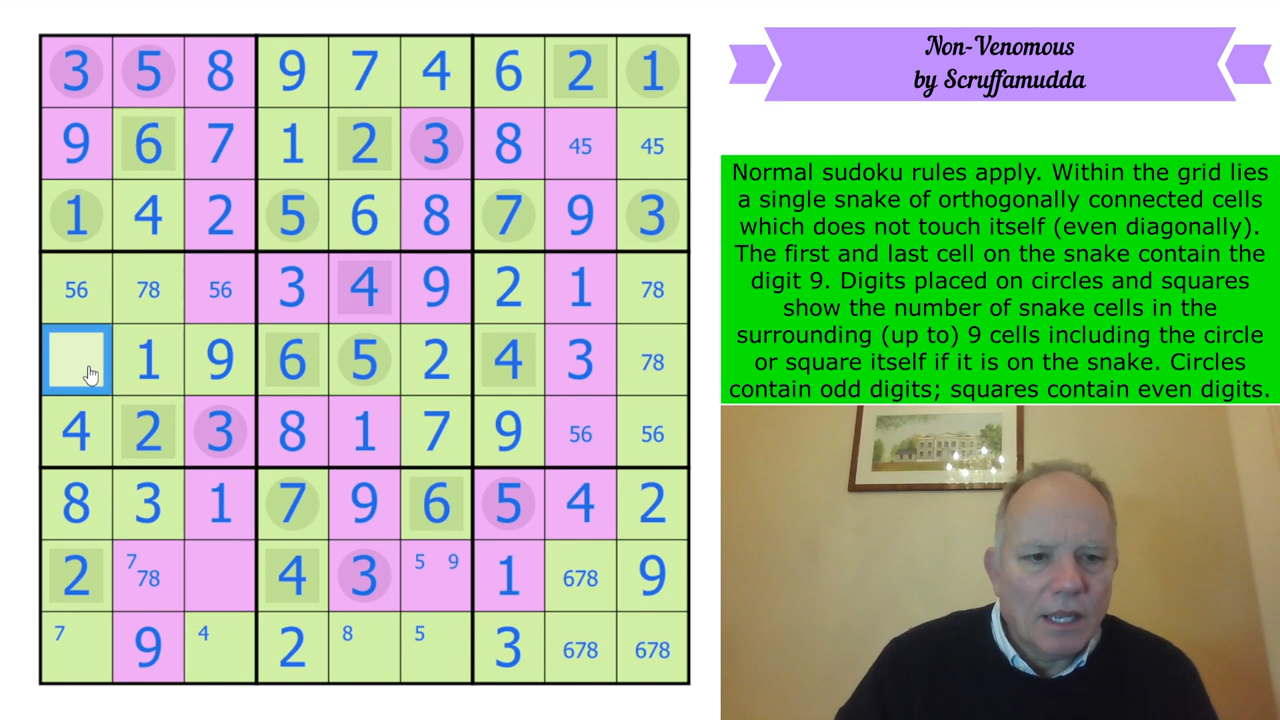 Non-Venomous
by Scruffamudda
Normal sudoku rules apply. Within the grid lies
a single snake of orthogonally connected cells
which does not touch itself (even diagonally).
The first and last cell on the snake contain the
digit 9. Digits placed on circles and squares
show the number of snake cells in the
surrounding (up to) 9 cells including the circle
or square itself if it is on the snake. Circles
contain odd digits; squares contain even digits.
3 5 8 9 7 4 6 2 1
9 6 7 1 2 3 8 45 45
1 4 2 5 6 8 7 9 3
56 78 56 3 4 9 2 1 78
1 9 6 5 2 4 3 78
4 2 3 8 1 7 9 56 56
8 3 1 7 9 6 5 4 2
2 7 78 4 3 5 9 1 678 9
7 9 4 2 8 5 3 678 678